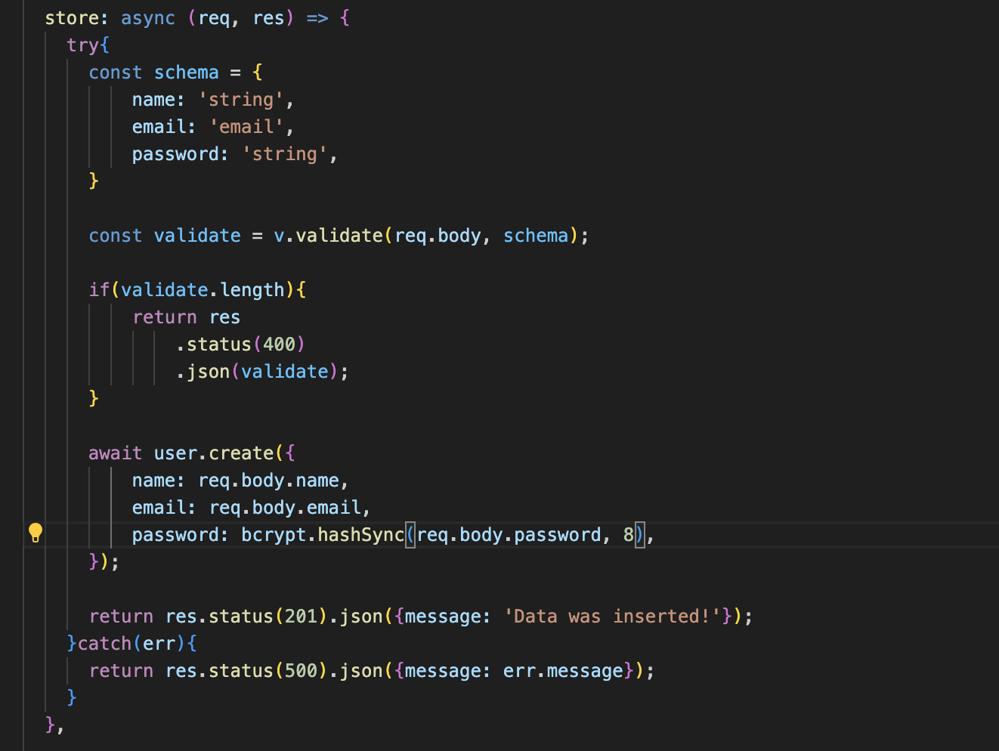 store: async (req, res) => {
try{
const schema = {
name: 'string',
email: 'email',
password: 'string',
}
const validate = v.validate(req.body, schema);
if(validate.length){
return res
.status(400)
.json(validate);
}
await user.create({
name: req.body.name,
email: req.body.email,
password: bcrypt.hashSync(req.body.password, 8),
});
return res.status(201).json({message: 'Data was inserted!'});
}catch(err){
return res.status(500).json({message: err.message});
}
},